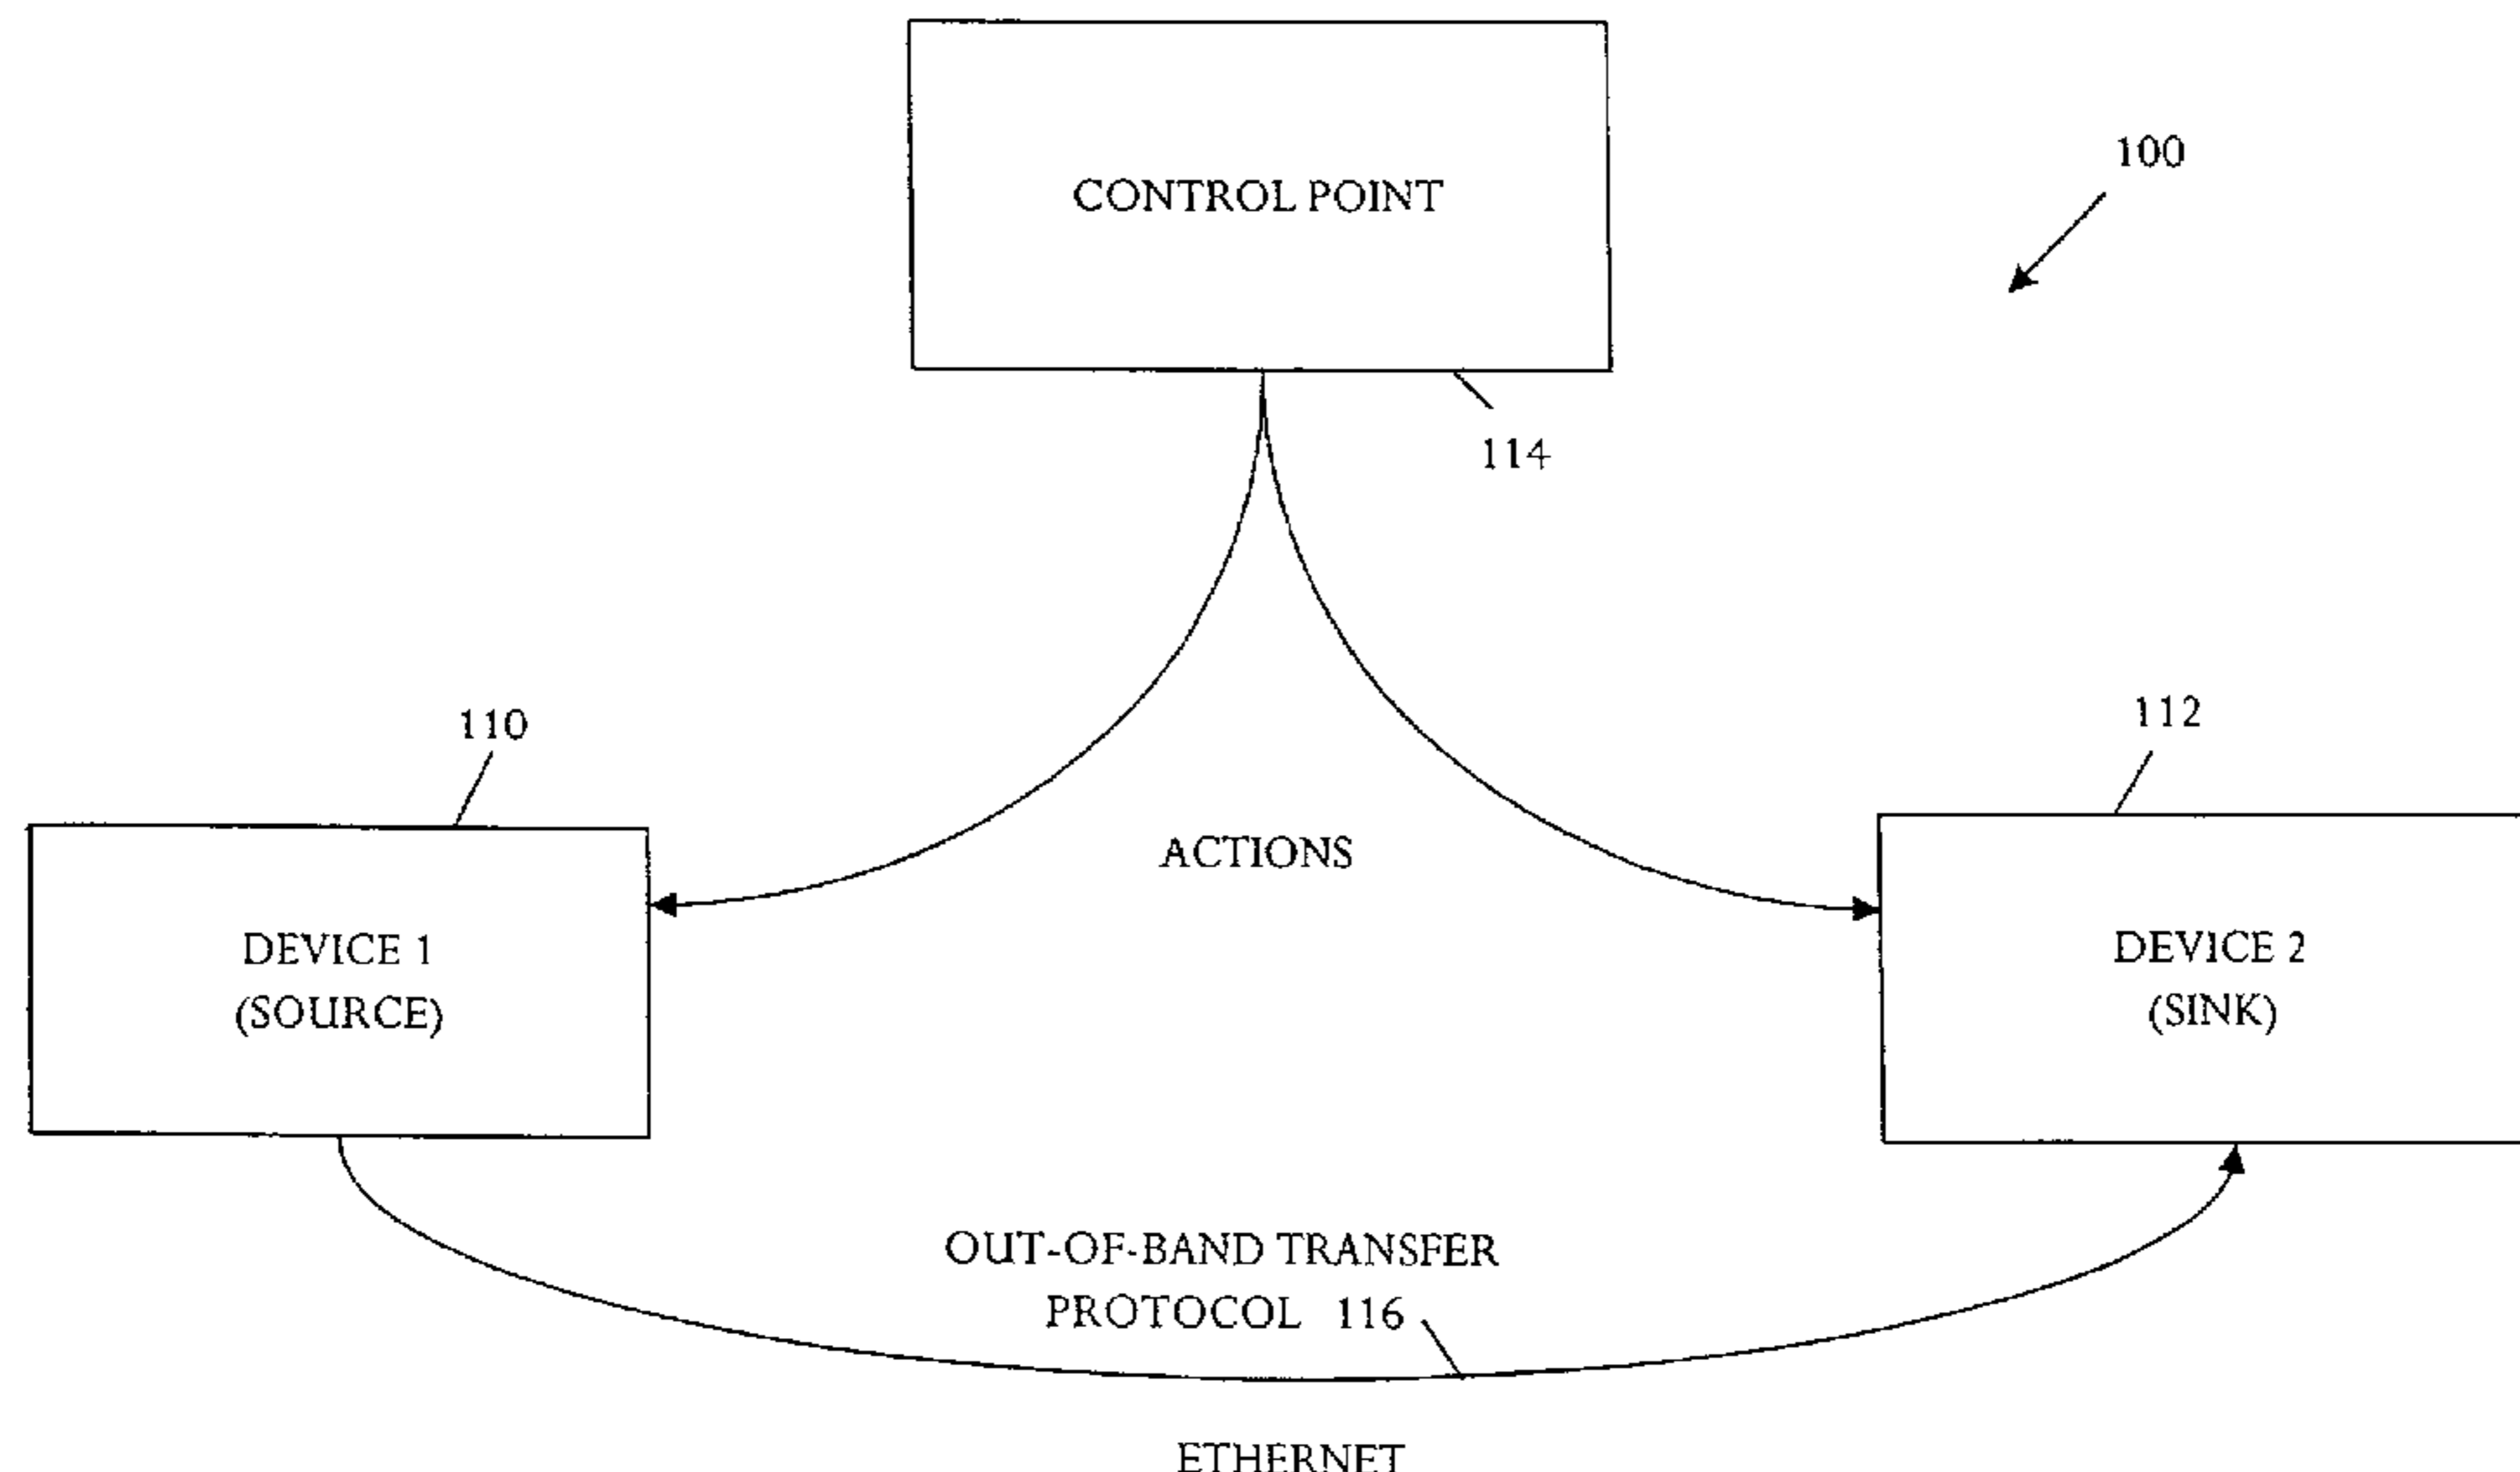 CONTROL POINT
100
114
110
112
ACTIONS
DEVICE 1
(SOURCE)
DEVICE 2
(SINK)
OUT-OF-BAND TRANSFER
PROTOCOL 116
ETHERNET